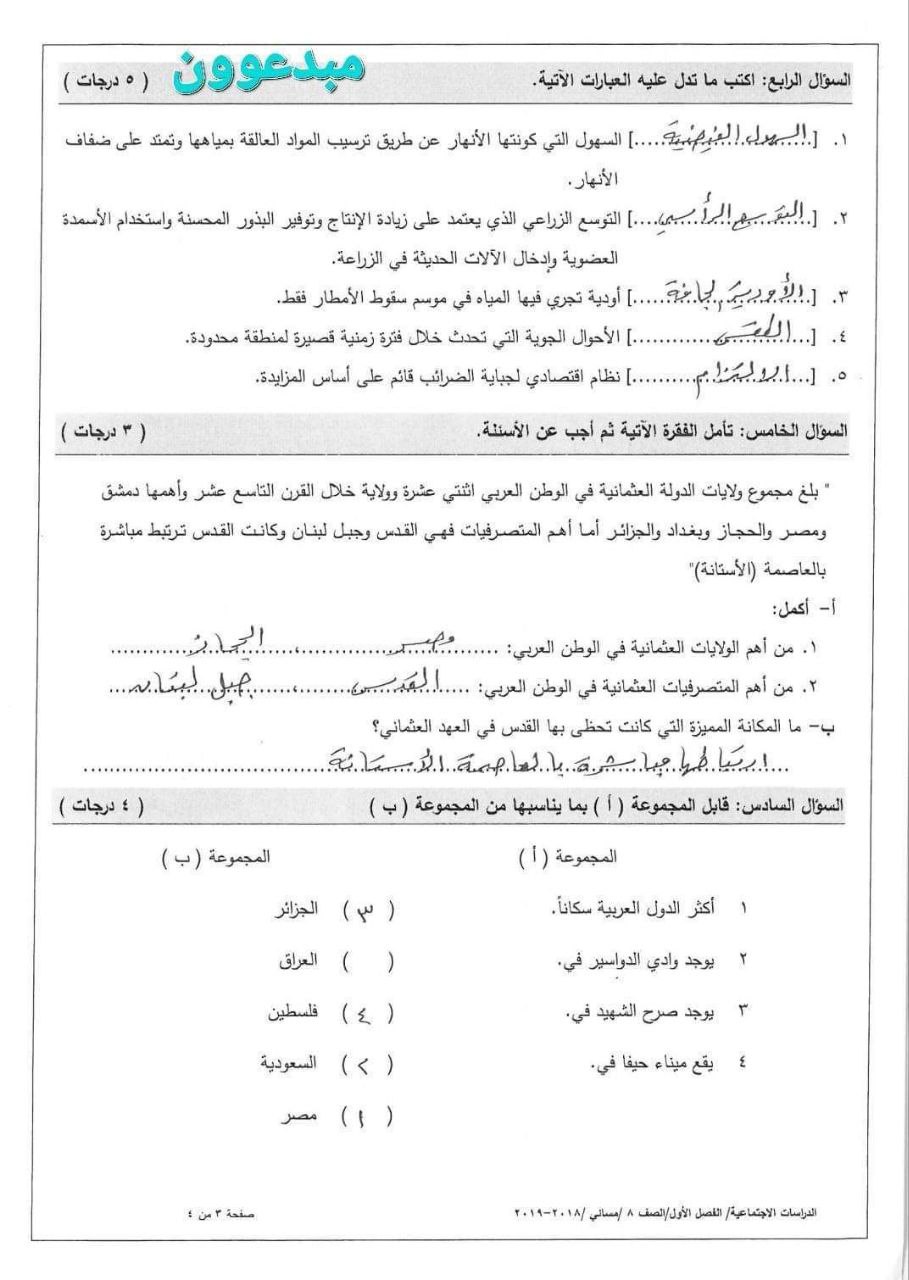 مبدعوون
السؤال الرابع: اكتب ما تدل عليه العبارات الآتية. ( ٥ درجات )
١. [...السهول الفيضية...] السهول التي كونتها الأنهار عن طريق ترسيب المواد العالقة بمياهها وتمتد على ضفاف
الأنهار.
٢. [...التوسع الرأسي...] التوسع الزراعي الذي يعتمد على زيادة الإنتاج وتوفير البذور المحسنة واستخدام الأسمدة
العضوية وإدخال الآلات الحديثة في الزراعة.
٣. [...الأودية الجافة...] أودية تجري فيها المياه في موسم سقوط الأمطار فقط.
٤. [...الطقس...] الأحوال الجوية التي تحدث خلال فترة زمنية قصيرة لمنطقة محدودة.
٥. [...الالتزام...] نظام اقتصادي لجباية الضرائب قائم على أساس المزايدة.
السؤال الخامس: تأمل الفقرة الآتية ثم أجب عن الأسئلة. ( ٣ درجات )
" بلغ مجموع ولايات الدولة العثمانية في الوطن العربي اثنتي عشرة وولاية خلال القرن التاسع عشر وأهمها دمشق
ومصر والحجاز وبغداد والجزائر أما أهم المتصرفيات فهي القدس وجبل لبنان وكانت القدس ترتبط مباشرة
بالعاصمة (الأستانة)"
أ- أكمل:
١. من أهم الولايات العثمانية في الوطن العربي: ...مصر...، ...الحجاز...
٢. من أهم المتصرفيات العثمانية في الوطن العربي: ...القدس...، ...جبل لبنان...
ب- ما المكانة المميزة التي كانت تحظى بها القدس في العهد العثماني؟
...ارتباطها مباشرة بالعاصمة الأستانة...
السؤال السادس: قابل المجموعة ( أ ) بما يناسبها من المجموعة ( ب ) ( ٤ درجات )
المجموعة ( أ ) المجموعة ( ب )
١ أكثر الدول العربية سكاناً. ( ٣ ) الجزائر
٢ يوجد وادي الدواسير في. ( ) العراق
٣ يوجد صرح الشهيد في. ( ٤ ) فلسطين
٤ يقع ميناء حيفا في. ( ٢ ) السعودية
( ١ ) مصر
الدراسات الاجتماعية/ الفصل الأول/الصف ٨ /مسائي /٢٠١٨-٢٠١٩ صفحة ٣ من ٤